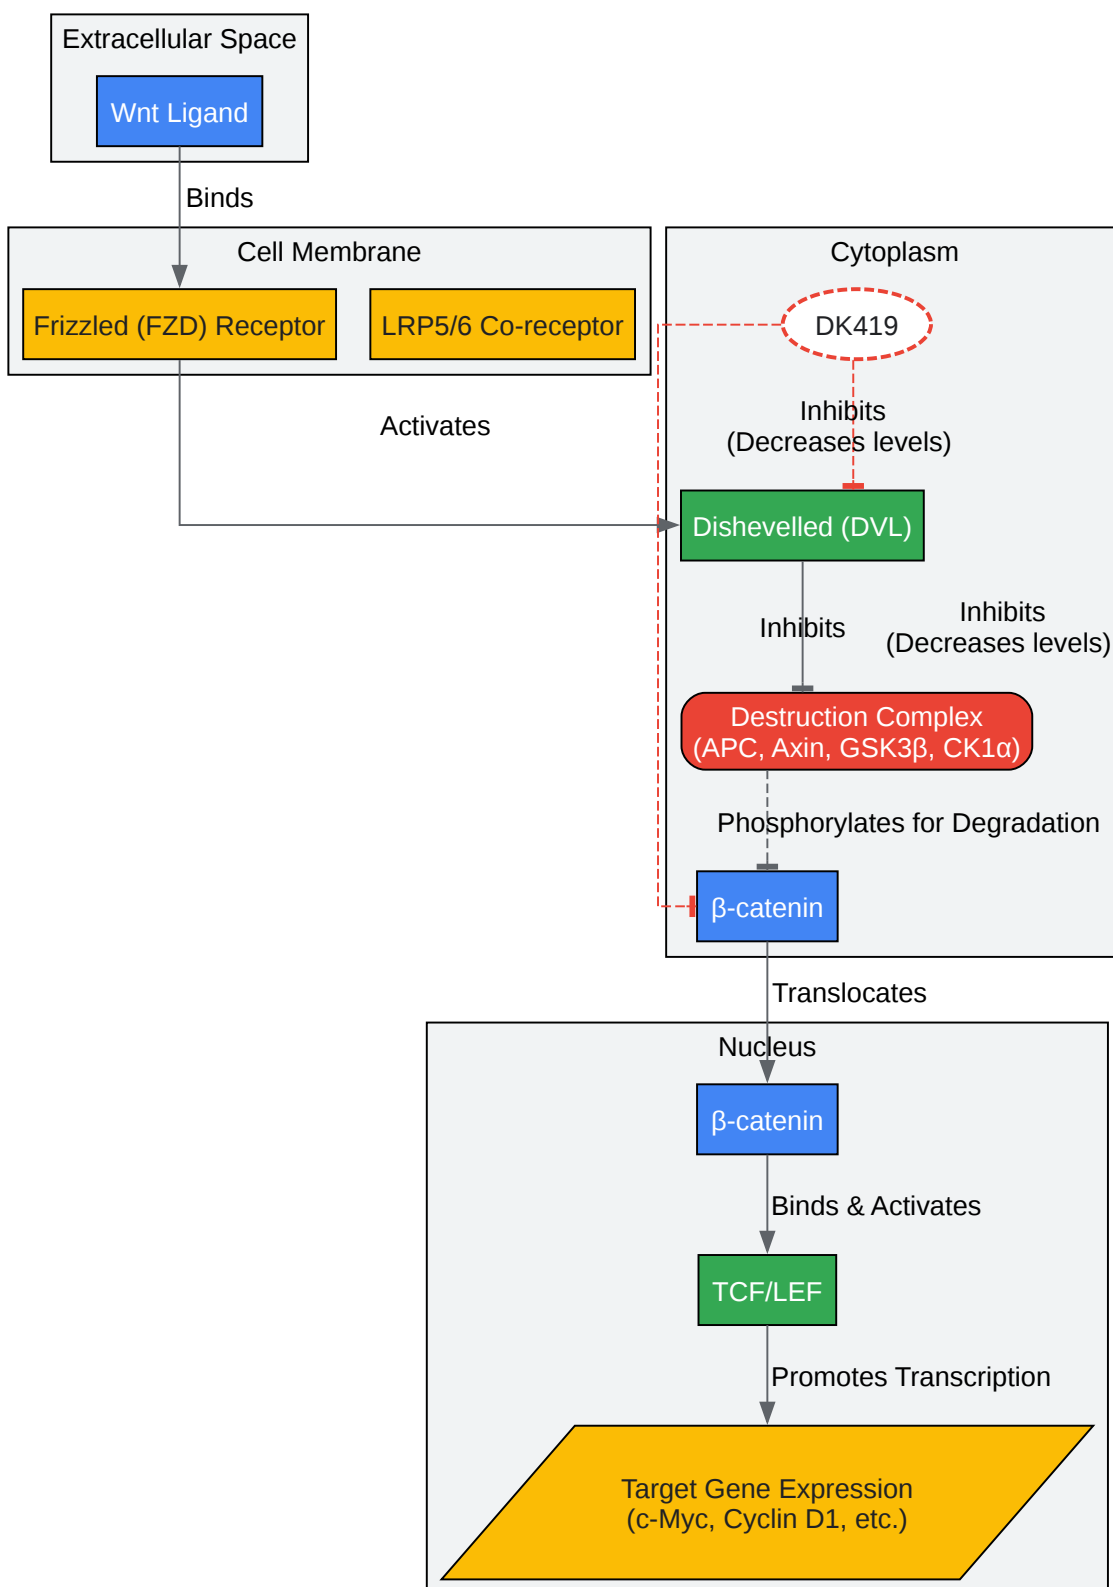 Extracellular Space
Wnt Ligand
Binds
Cell Membrane
Frizzled (FZD) Receptor
LRP5/6 Co-receptor
Cytoplasm
DK419
Activates
Inhibits
(Decreases levels)
Dishevelled (DVL)
Inhibits
Inhibits
(Decreases levels)
Destruction Complex
(APC, Axin, GSK3β, CK1α)
Phosphorylates for Degradation
β-catenin
Translocates
Nucleus
β-catenin
Binds & Activates
TCF/LEF
Promotes Transcription
Target Gene Expression
(c-Myc, Cyclin D1, etc.)